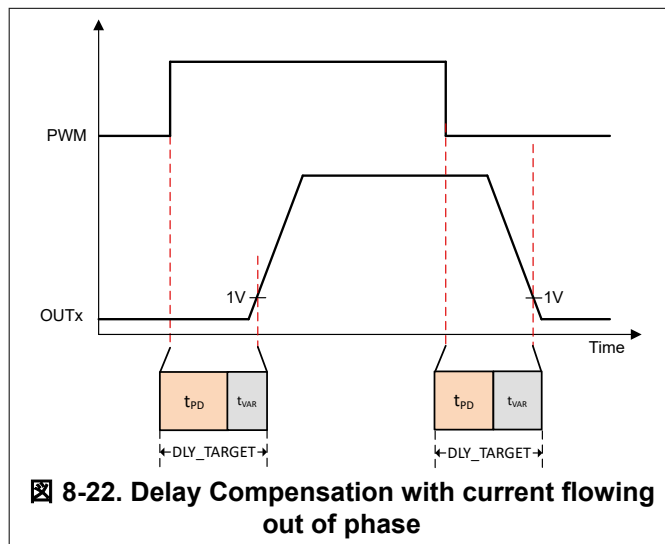 PWM
1V
1V
OUTx
Time
tPD
tVAR
tPD
tVAR
DLY_TARGET
DLY_TARGET
図 8-22. Delay Compensation with current flowing
out of phase